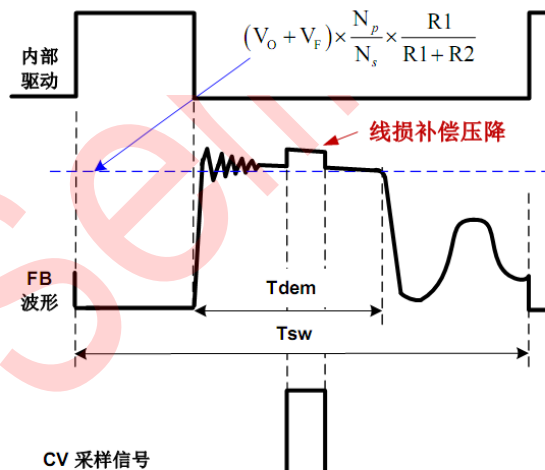 (V_O + V_F) × N_p / N_s × R1 / (R1 + R2)
内部
驱动
线损补偿压降
FB
波形
Tdem
Tsw
CV 采样信号